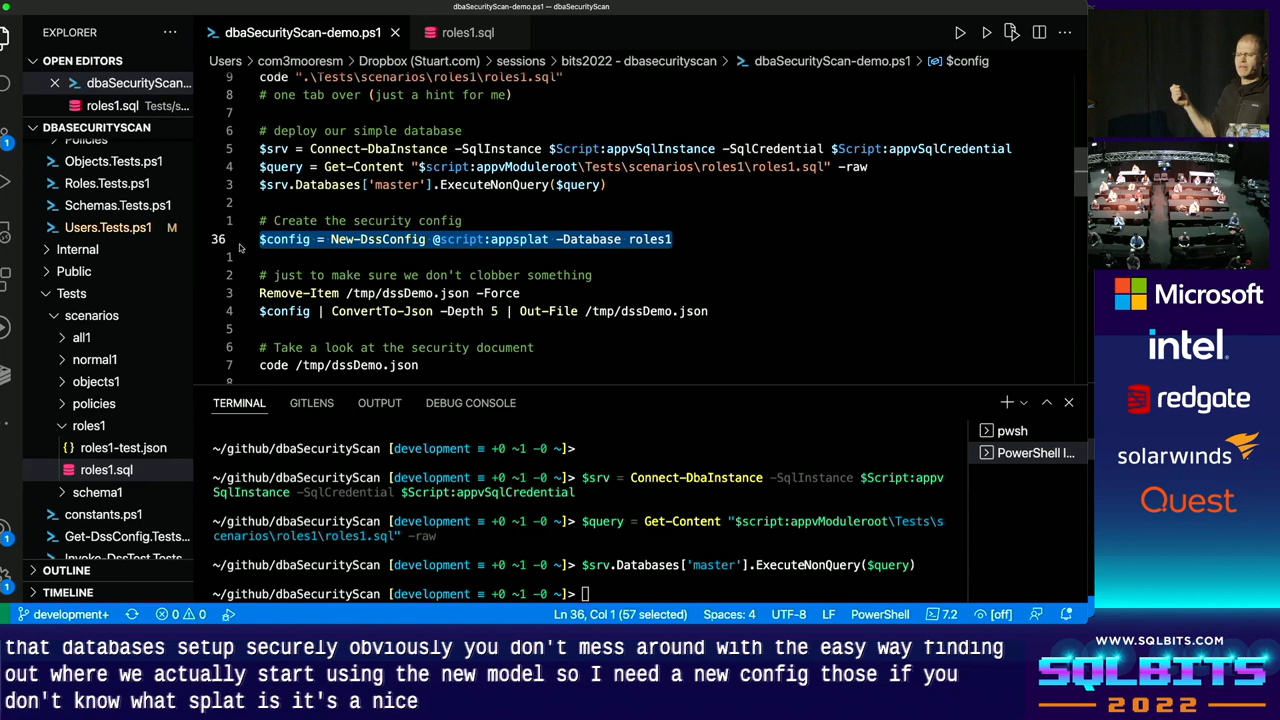 dbaSecurityScan-demo.ps1 — dbaSecurityScan
EXPLORER
OPEN EDITORS
dbaSecurityScan-demo....
roles1.sql Tests/s...
DBASECURITYSCAN
Policies
Objects.Tests.ps1
Roles.Tests.ps1
Schemas.Tests.ps1
Users.Tests.ps1 M
Internal
Public
Tests
scenarios
all1
normal1
objects1
policies
roles1
{} roles1-test.json
roles1.sql
schema1
constants.ps1
Get-DssConfig.Tests...
Invoke-DssTest.Tests
OUTLINE
TIMELINE
dbaSecurityScan-demo.ps1
roles1.sql
Users > com3mooresm > Dropbox (Stuart.com) > sessions > bits2022 - dbasecurityscan > dbaSecurityScan-demo.ps1 > $config
9 code ".\Tests\scenarios\roles1\roles1.sql"
8 # one tab over (just a hint for me)
7
6 # deploy our simple database
5 $srv = Connect-DbaInstance -SqlInstance $Script:appvSqlInstance -SqlCredential $Script:appvSqlCredential
4 $query = Get-Content "$script:appvModuleroot\Tests\scenarios\roles1\roles1.sql" -raw
3 $srv.Databases['master'].ExecuteNonQuery($query)
2
1 # Create the security config
36 $config = New-DssConfig @script:appsplat -Database roles1
1
2 # just to make sure we don't clobber something
3 Remove-Item /tmp/dssDemo.json -Force
4 $config | ConvertTo-Json -Depth 5 | Out-File /tmp/dssDemo.json
5
6 # Take a look at the security document
7 code /tmp/dssDemo.json
8
TERMINAL GITLENS OUTPUT DEBUG CONSOLE
~/github/dbaSecurityScan [development ≡ +0 ~1 -0 ~]>
~/github/dbaSecurityScan [development ≡ +0 ~1 -0 ~]> $srv = Connect-DbaInstance -SqlInstance $Script:appv
SqlInstance -SqlCredential $Script:appvSqlCredential
~/github/dbaSecurityScan [development ≡ +0 ~1 -0 ~]> $query = Get-Content "$script:appvModuleroot\Tests\s
cenarios\roles1\roles1.sql" -raw
~/github/dbaSecurityScan [development ≡ +0 ~1 -0 ~]> $srv.Databases['master'].ExecuteNonQuery($query)
~/github/dbaSecurityScan [development ≡ +0 ~1 -0 ~]>
pwsh
PowerShell I...
development+ 0 0 Ln 36, Col 1 (57 selected) Spaces: 4 UTF-8 LF PowerShell 7.2 [off]
Microsoft
intel.
redgate
solarwinds
Quest
that databases setup securely obviously you don't mess around with the easy way finding
out where we actually start using the new model so I need a new config those if you
don't know what splat is it's a nice
WWW.SQLBITS.COM
SQLBITS
2022